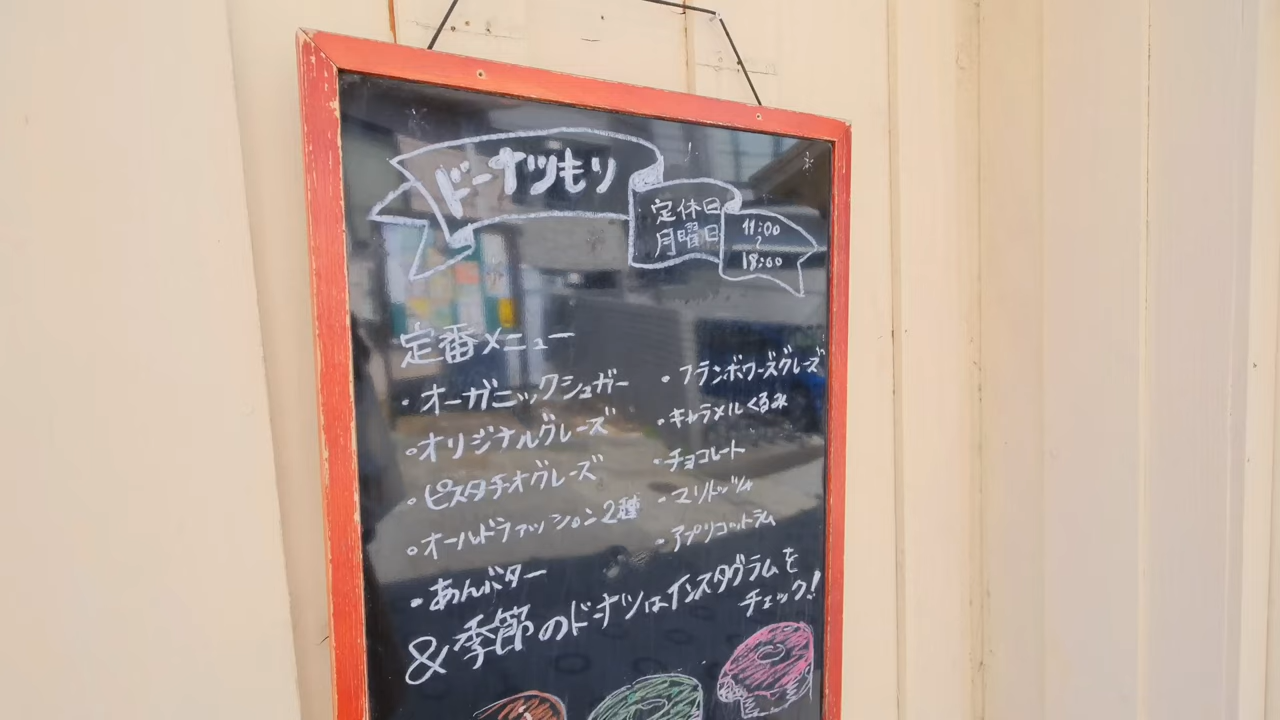 ドーナツもり
定休日
月曜日
11:00
〜
18:00
定番メニュー
・オーガニックシュガー
・オリジナルグレーズ
・ピスタチオグレーズ
・オールドファッション2種
・あんバター
・フランボワーズグレーズ
・キャラメルくるみ
・チョコレート
・マリトッツォ
・アプリコットラム
&季節のドーナツはインスタグラムを
チェック!!